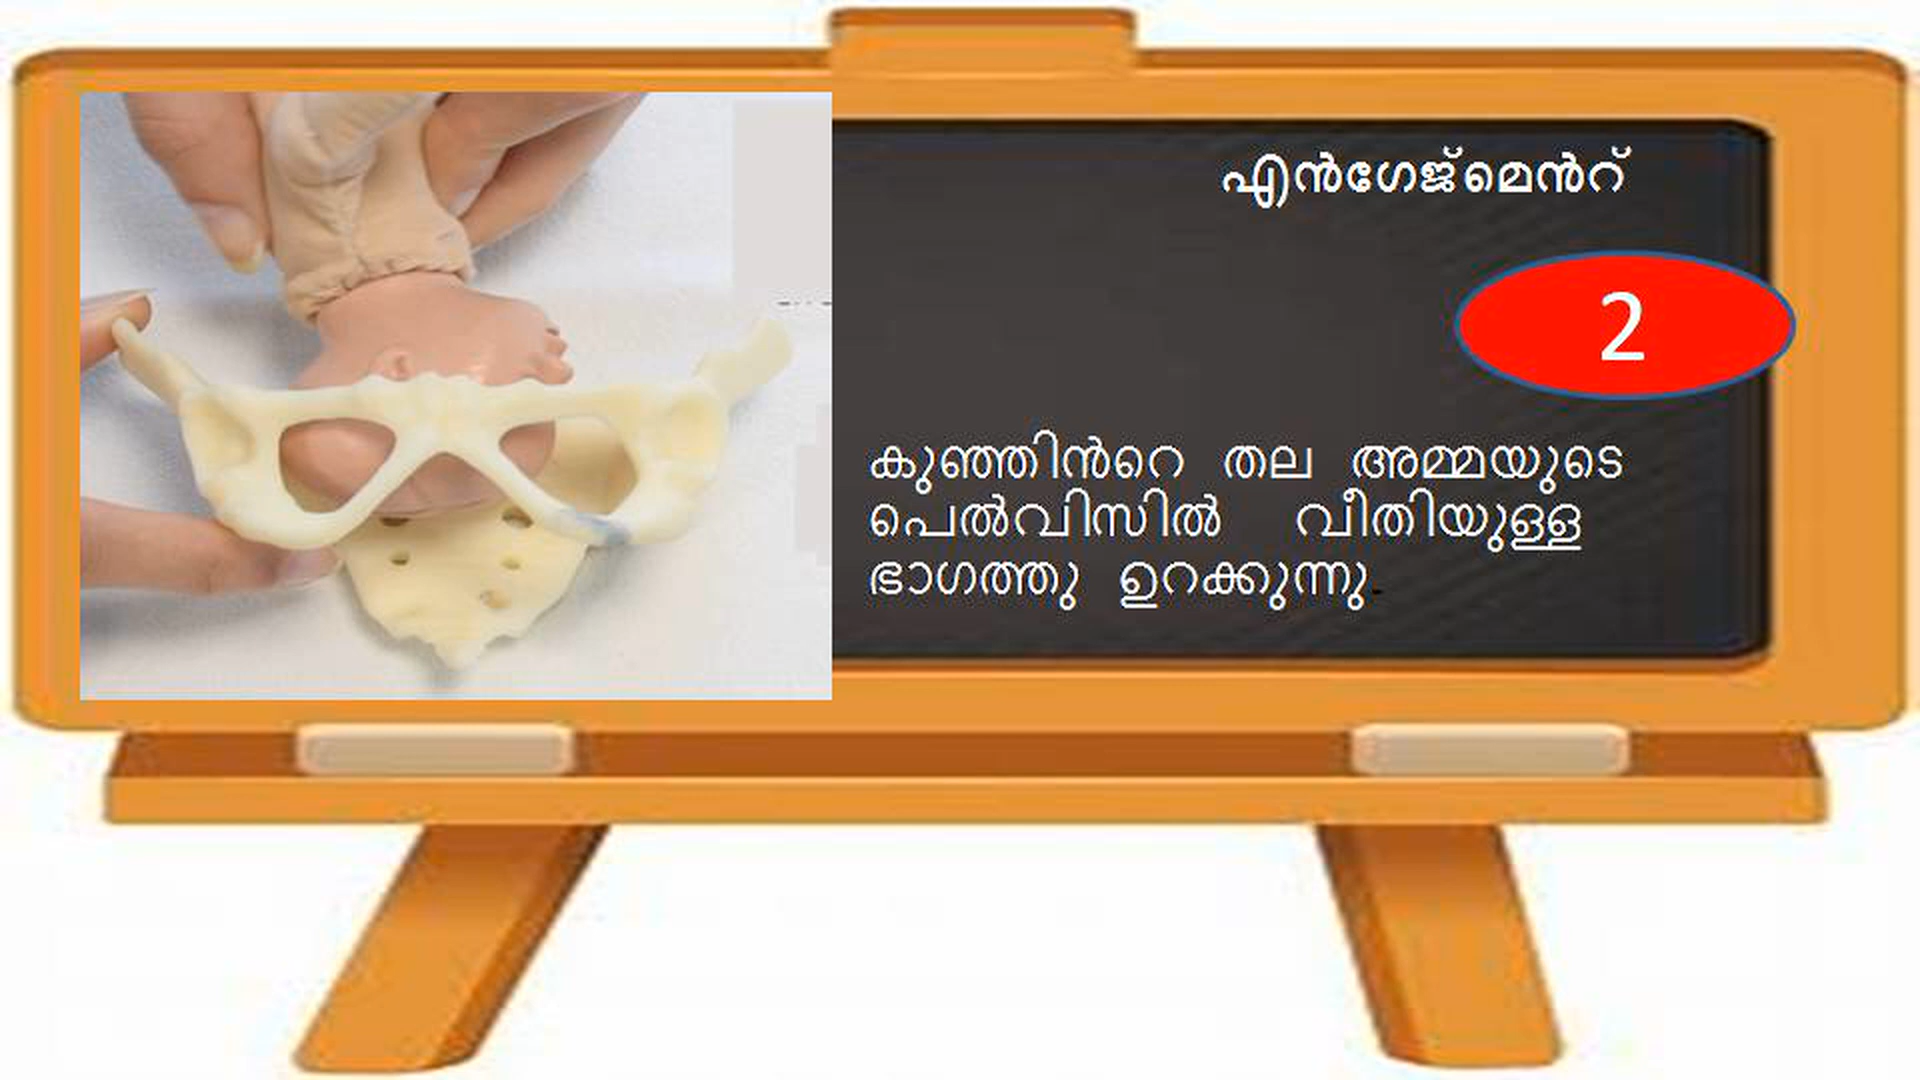 എൻഗേജ്മെൻറ്
2
കുഞ്ഞിൻറെ തല അമ്മയുടെ
പെൽവിസിൽ വീതിയുള്ള
ഭാഗത്തു ഉറക്കുന്നു.